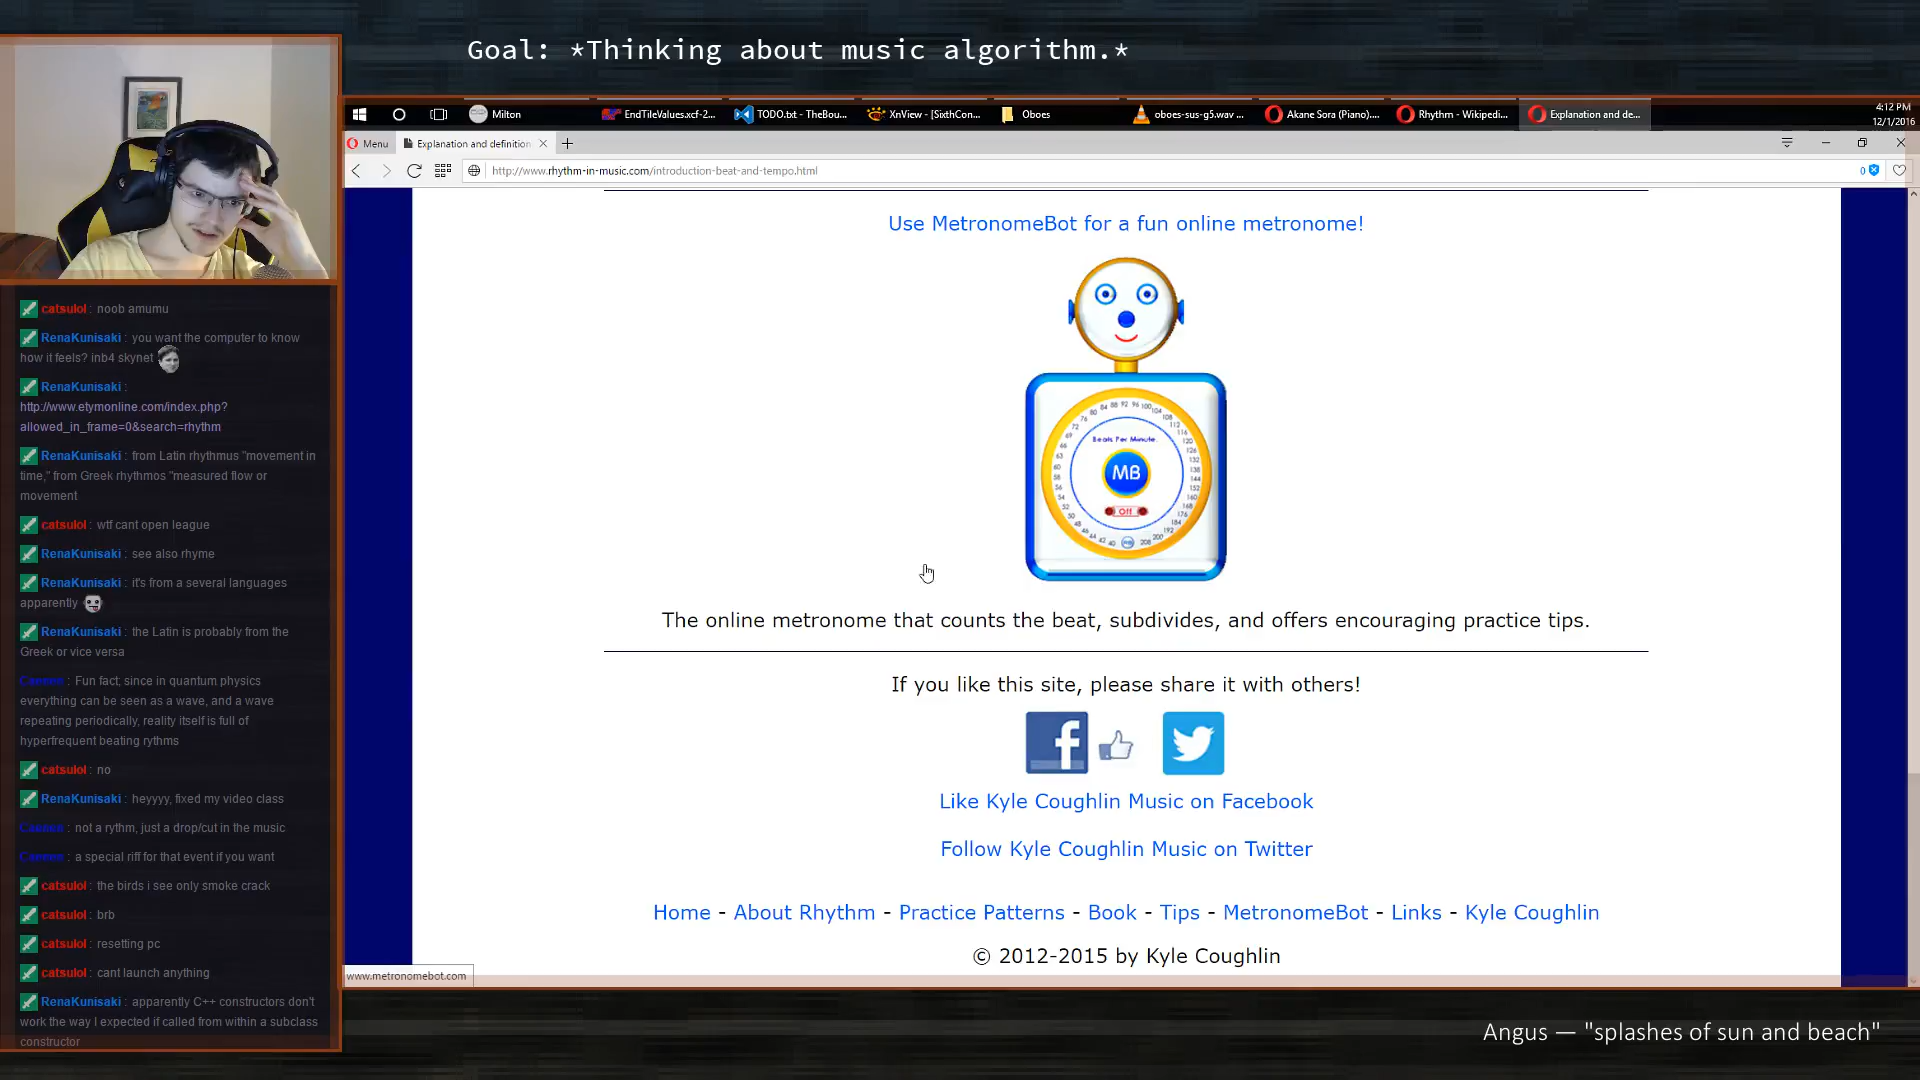 Goal: *Thinking about music algorithm.*
Milton
EndTileValues.xcf-2...
TODO.txt - TheBou...
XnView - [SixthCon...
Oboes
oboes-sus-g5.wav ...
Akane Sora (Piano)....
Rhythm - Wikipedi...
Explanation and de...
4:12 PM
12/1/2016
Menu
Explanation and definition
http://www.rhythm-in-music.com/introduction-beat-and-tempo.html
0
catsulol: noob amumu
RenaKunisaki: you want the computer to know
how it feels? inb4 skynet
RenaKunisaki:
http://www.etymonline.com/index.php?
allowed_in_frame=0&search=rhythm
RenaKunisaki: from Latin rhythmus "movement in
time," from Greek rhythmos "measured flow or
movement
catsulol: wtf cant open league
RenaKunisaki: see also rhyme
RenaKunisaki: it's from a several languages
apparently
RenaKunisaki: the Latin is probably from the
Greek or vice versa
Fun fact; since in quantum physics
everything can be seen as a wave, and a wave
repeating periodically, reality itself is full of
hyperfrequent beating rythms
catsulol: no
RenaKunisaki: heyyyy, fixed my video class
not a rythm, just a drop/cut in the music
a special riff for that event if you want
catsulol: the birds i see only smoke crack
catsulol: brb
catsulol: resetting pc
catsulol: cant launch anything
RenaKunisaki: apparently C++ constructors don't
work the way I expected if called from within a subclass
constructor
Use MetronomeBot for a fun online metronome!
Beats Per Minute
MB
Off
The online metronome that counts the beat, subdivides, and offers encouraging practice tips.
If you like this site, please share it with others!
Like Kyle Coughlin Music on Facebook
Follow Kyle Coughlin Music on Twitter
Home - About Rhythm - Practice Patterns - Book - Tips - MetronomeBot - Links - Kyle Coughlin
© 2012-2015 by Kyle Coughlin
www.metronomebot.com
Angus — "splashes of sun and beach"